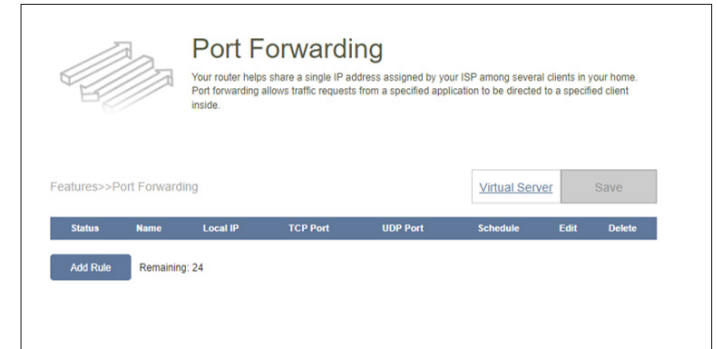 Port Forwarding
Your router helps share a single IP address assigned by your ISP among several clients in your home.
Port forwarding allows traffic requests from a specified application to be directed to a specified client
inside.
Features>>Port Forwarding
Virtual Server
Save
Status Name Local IP TCP Port UDP Port Schedule Edit Delete
Add Rule Remaining: 24